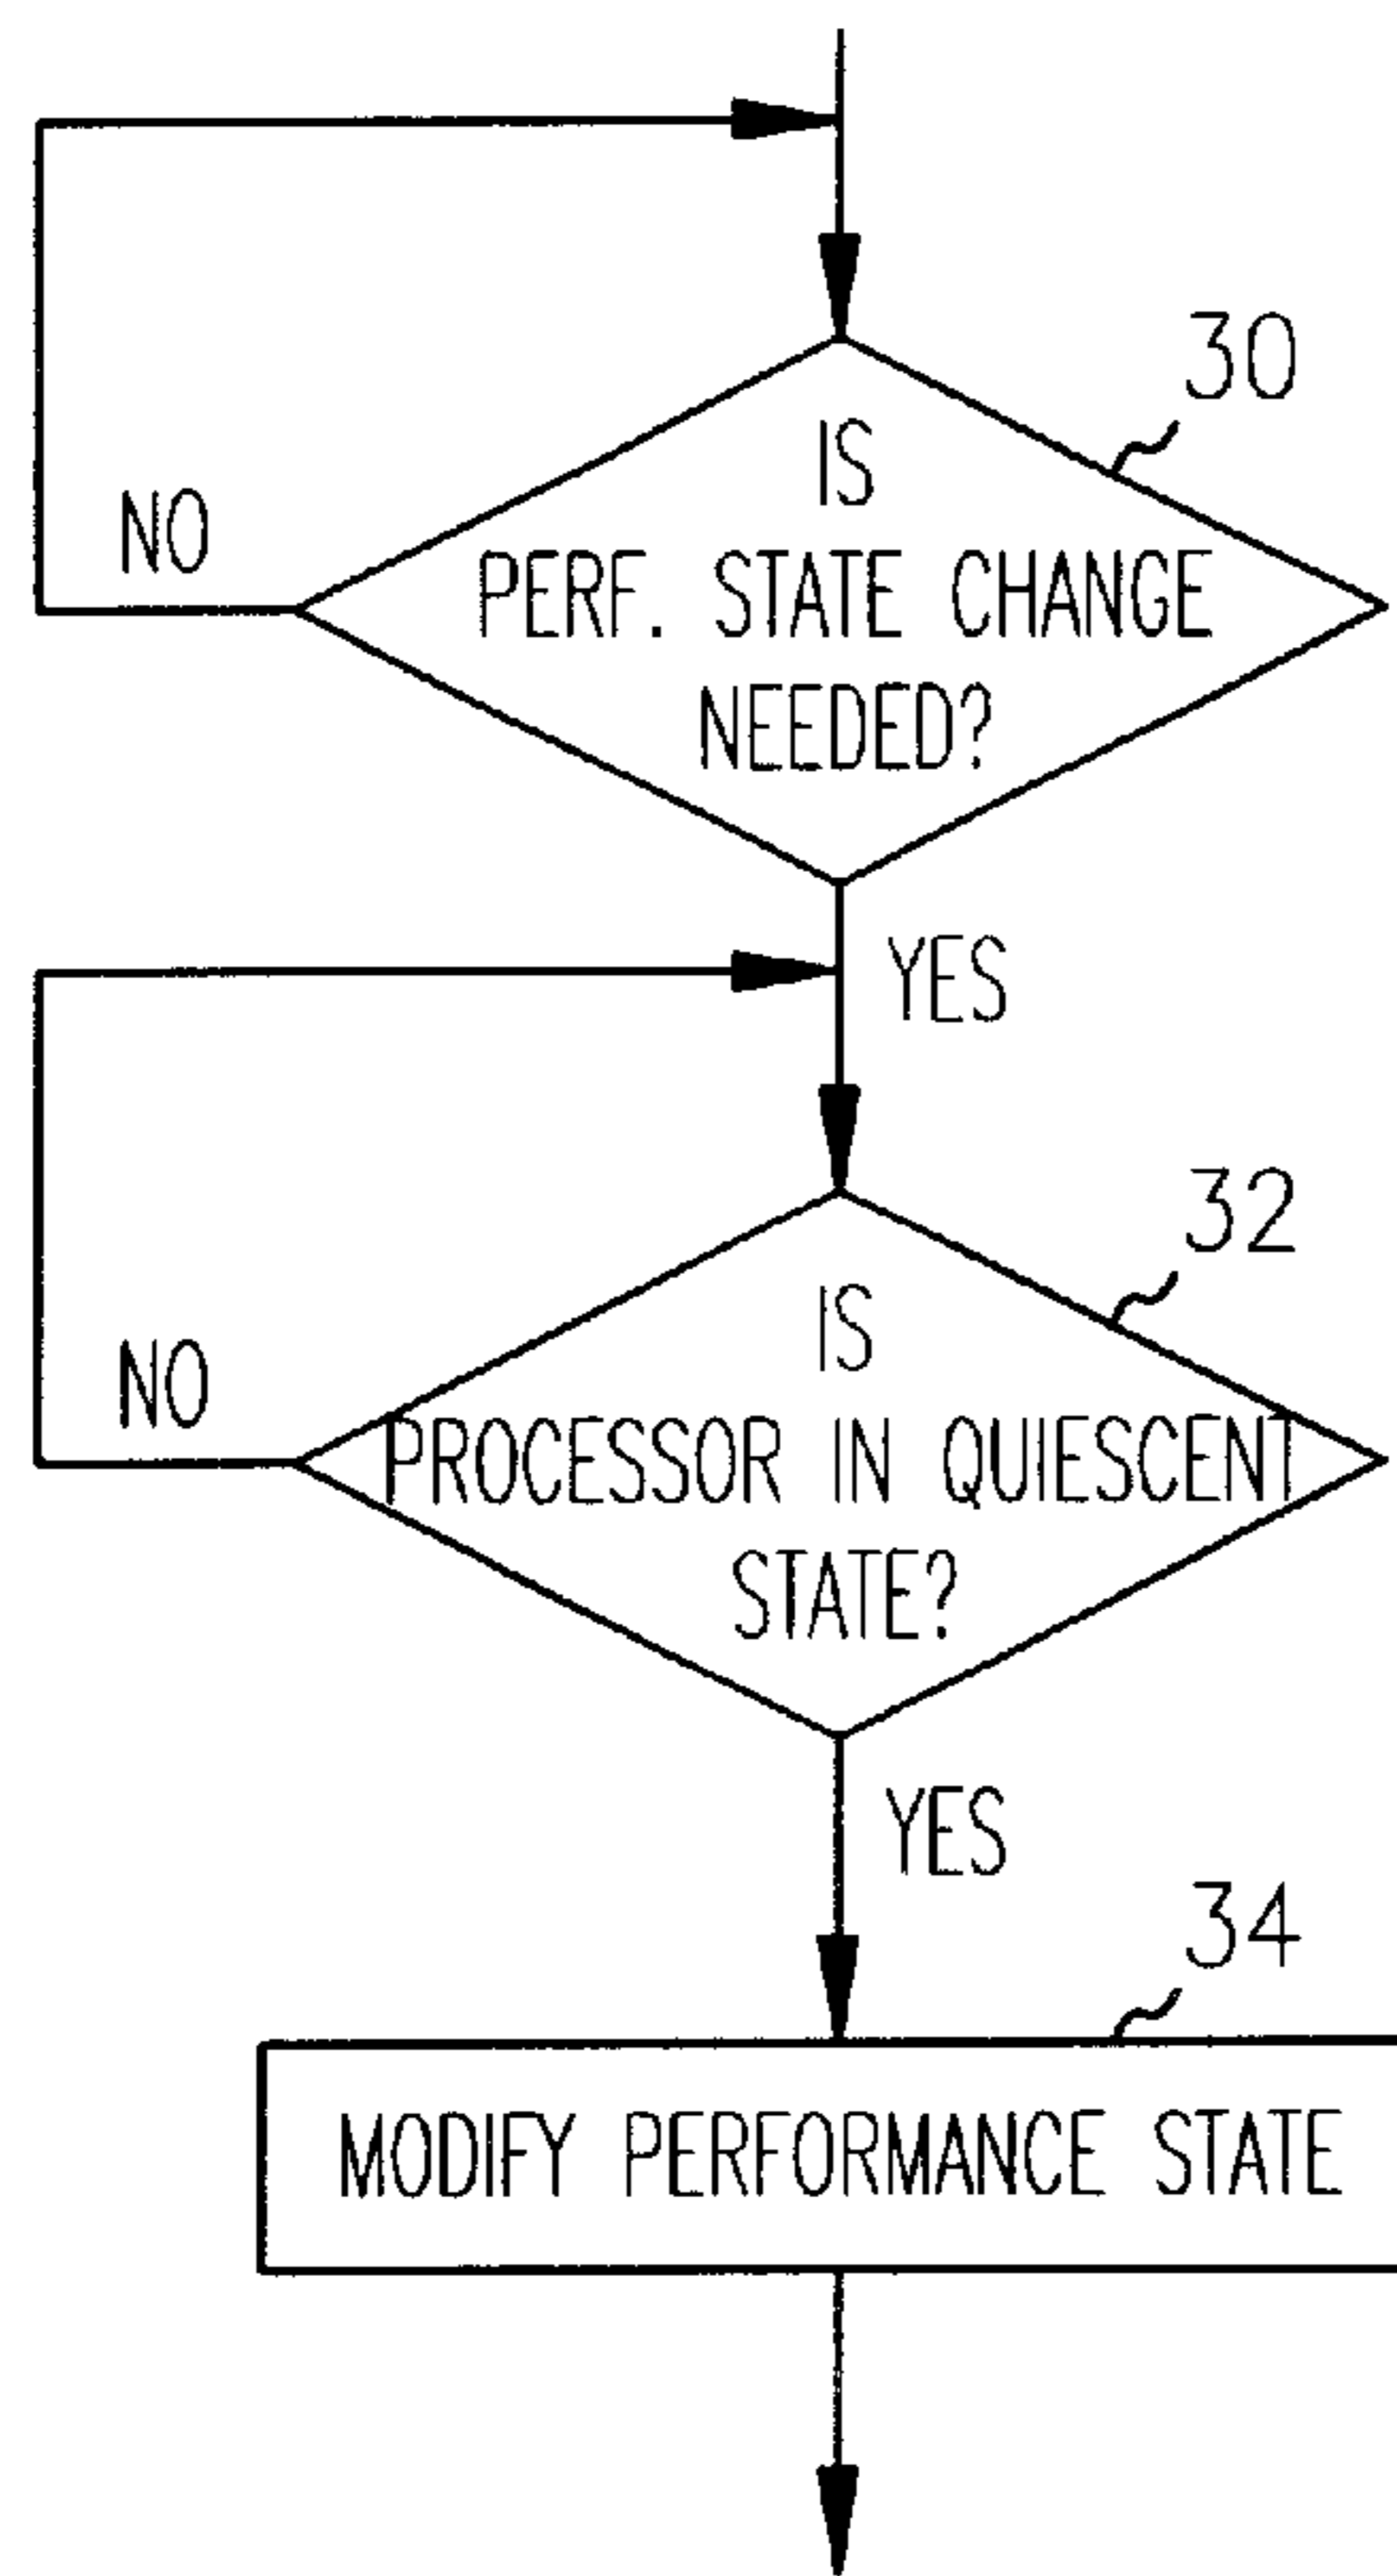 30
IS
NO
PERF. STATE CHANGE
NEEDED?
YES
32
IS
NO
PROCESSOR IN QUIESCENT
STATE?
YES
34
MODIFY PERFORMANCE STATE